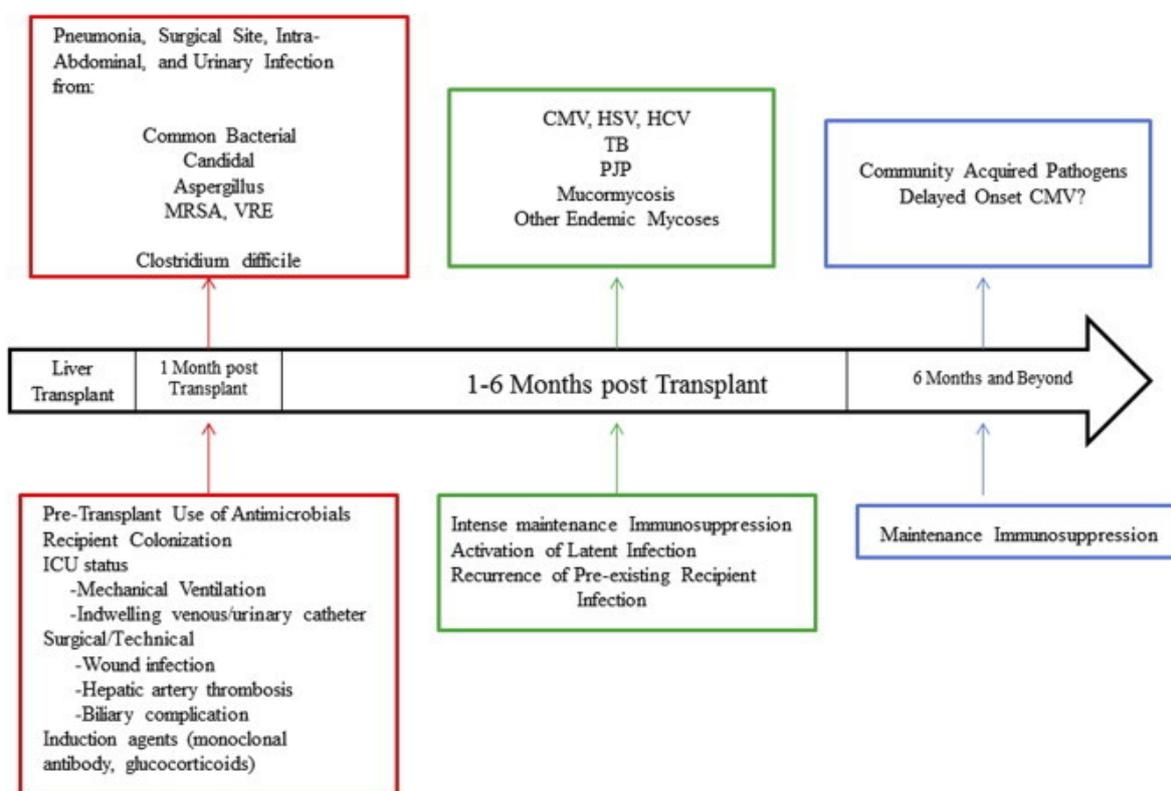 Pneumonia, Surgical Site, Intra-
Abdominal, and Urinary Infection
from:
Common Bacterial
Candidal
Aspergillus
MRSA, VRE
Clostridium difficile
CMV, HSV, HCV
TB
PJP
Mucormycosis
Other Endemic Mycoses
Community Acquired Pathogens
Delayed Onset CMV?
Liver
Transplant
1 Month post
Transplant
1-6 Months post Transplant
6 Months and Beyond
Pre-Transplant Use of Antimicrobials
Recipient Colonization
ICU status
-Mechanical Ventilation
-Indwelling venous/urinary catheter
Surgical/Technical
-Wound infection
-Hepatic artery thrombosis
-Biliary complication
Induction agents (monoclonal
antibody, glucocorticoids)
Intense maintenance Immunosuppression
Activation of Latent Infection
Recurrence of Pre-existing Recipient
Infection
Maintenance Immunosuppression